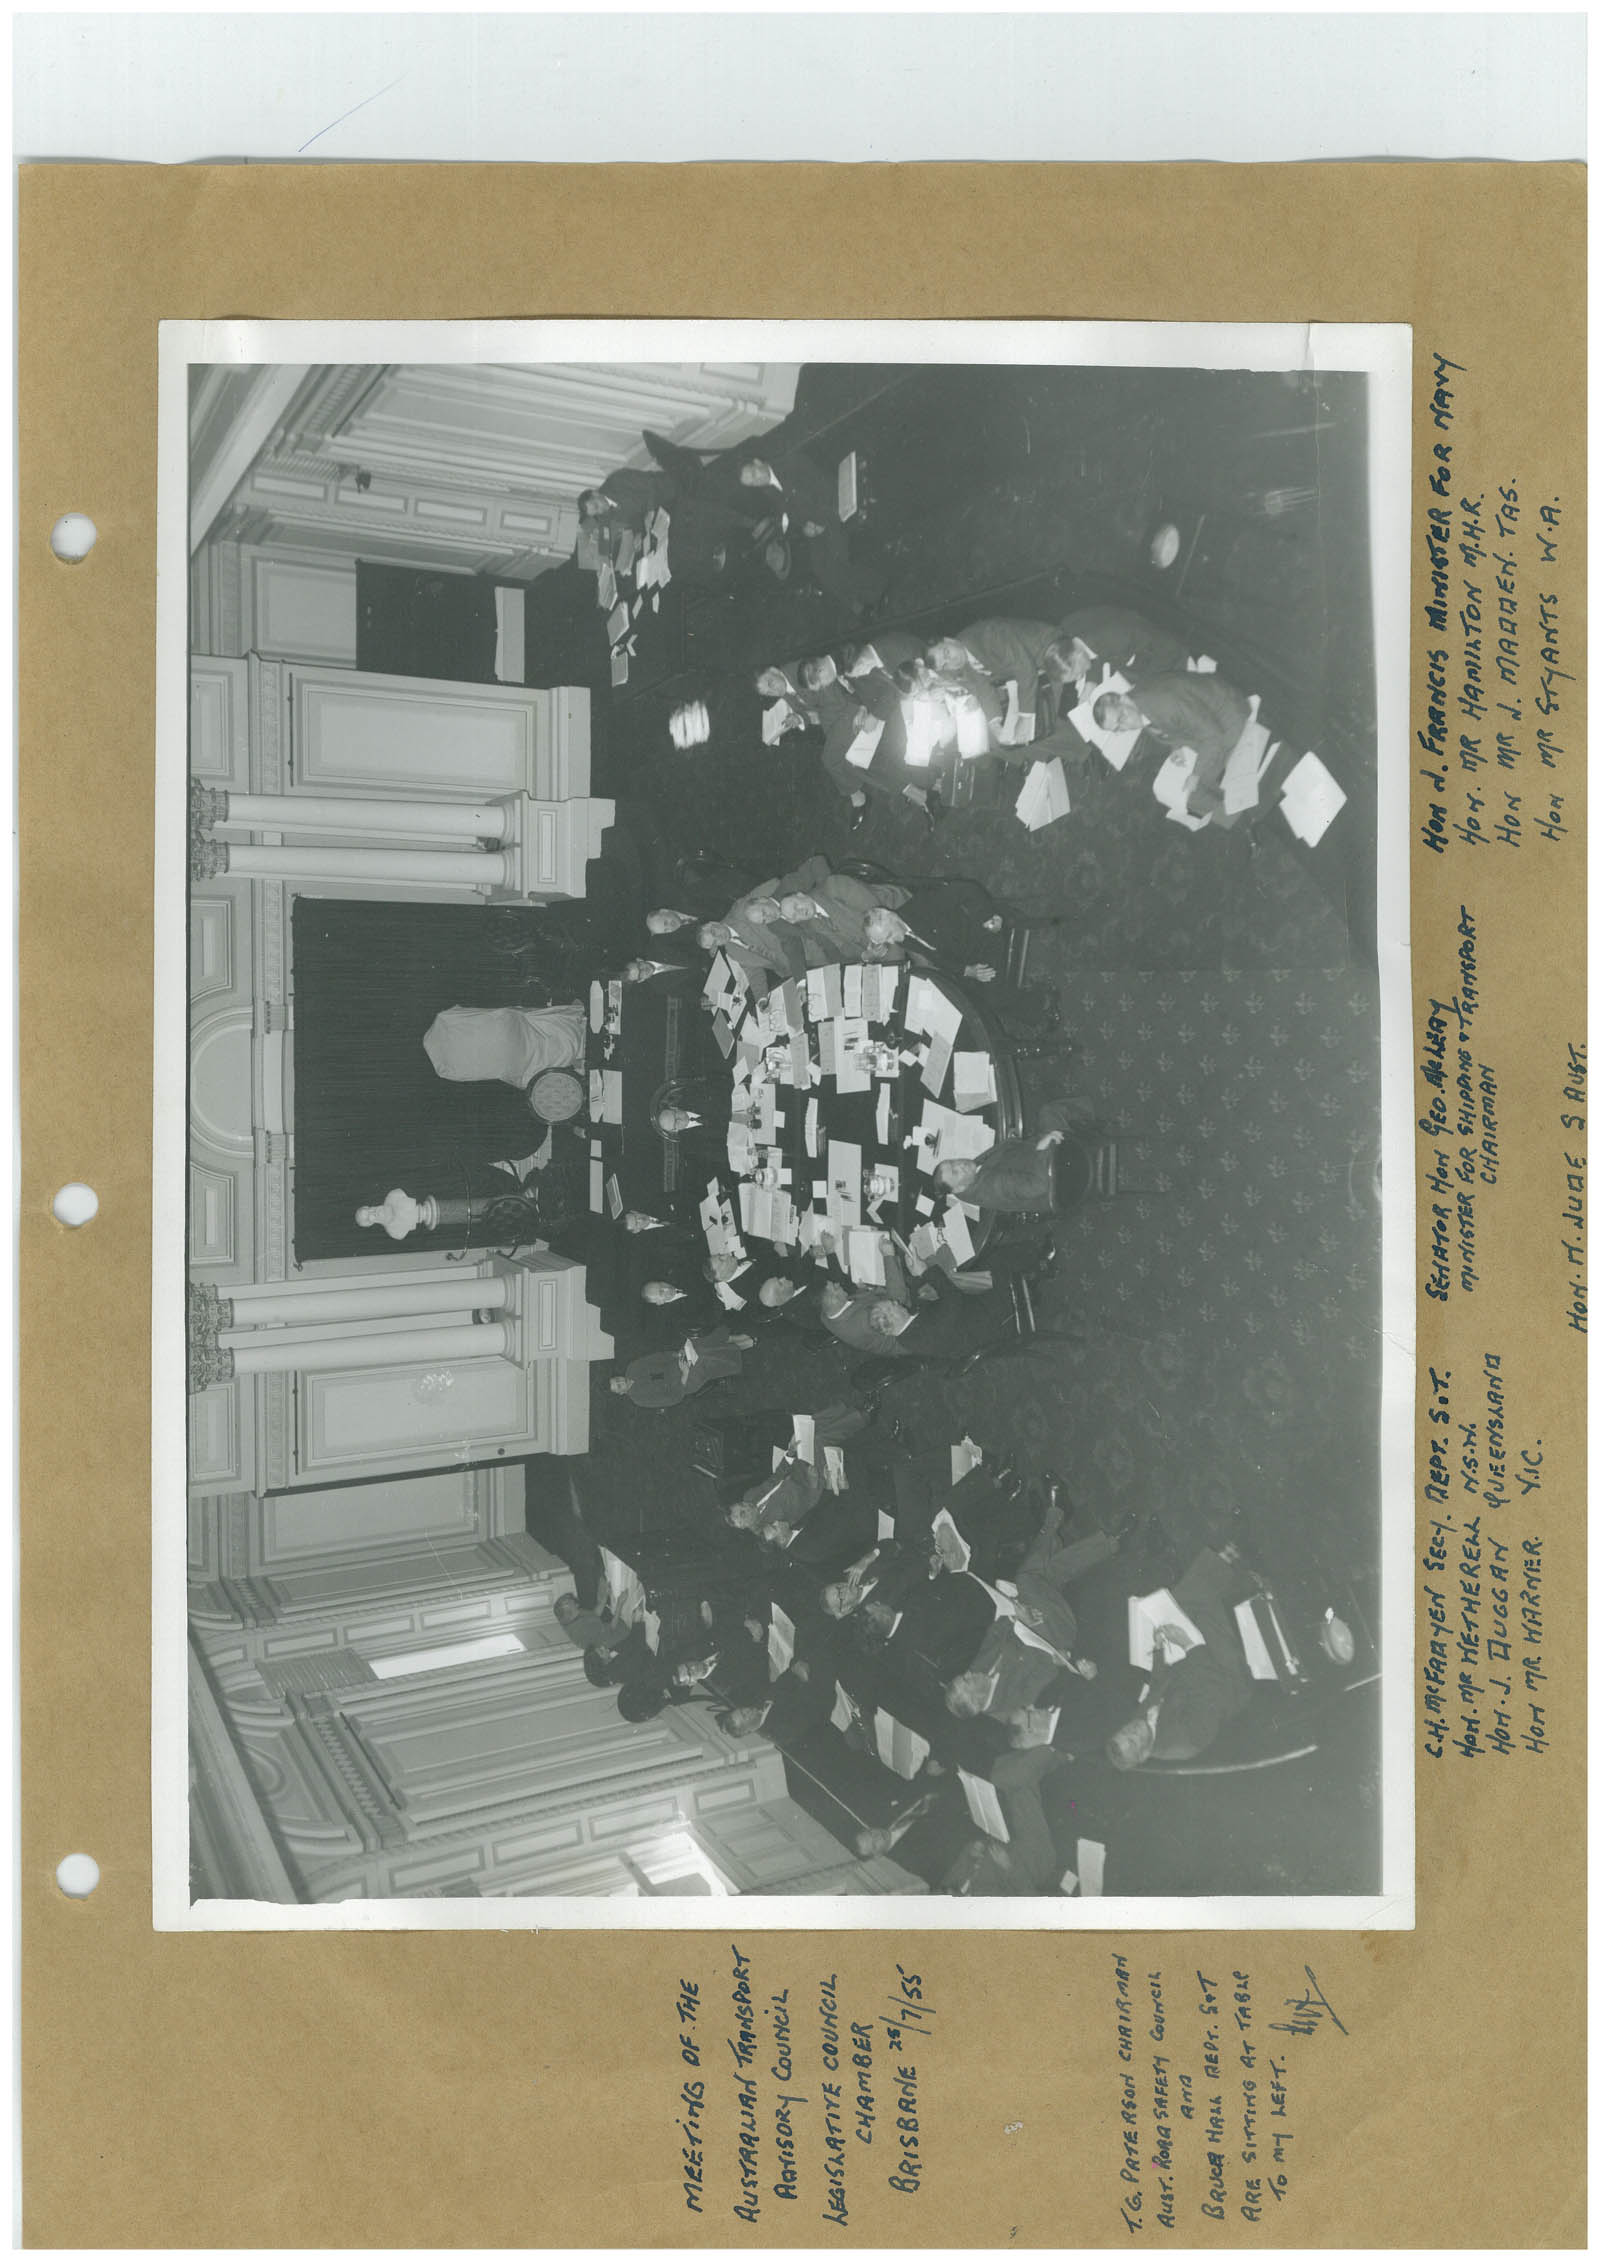 MEETING OF THE
AUSTRALIAN TRANSPORT
ADVISORY COUNCIL
LEGISLATIVE COUNCIL
CHAMBER
BRISBANE 28/7/55
T.G. PATERSON CHAIRMAN
AUST. ROAD SAFETY COUNCIL
AND
BRUCE HALL DEPT. S&T
ARE SITTING AT TABLE
TO MY LEFT.
C.H. McFADYEN SECY. DEPT. S&T.
HON. MR WETHERELL N.S.W.
HON. J. DUGGAN QUEENSLAND
HON MR. WARNER. VIC.
SENATOR HON GEO. McLEAY
MINISTER FOR SHIPPING & TRANSPORT
CHAIRMAN
HON. N. JUDE S AUST.
HON J. FRANCIS MINISTER FOR NAVY
HON. MR HAMILTON M.H.R.
HON MR J. MADDEN. TAS.
HON MR STYANTS W.A.